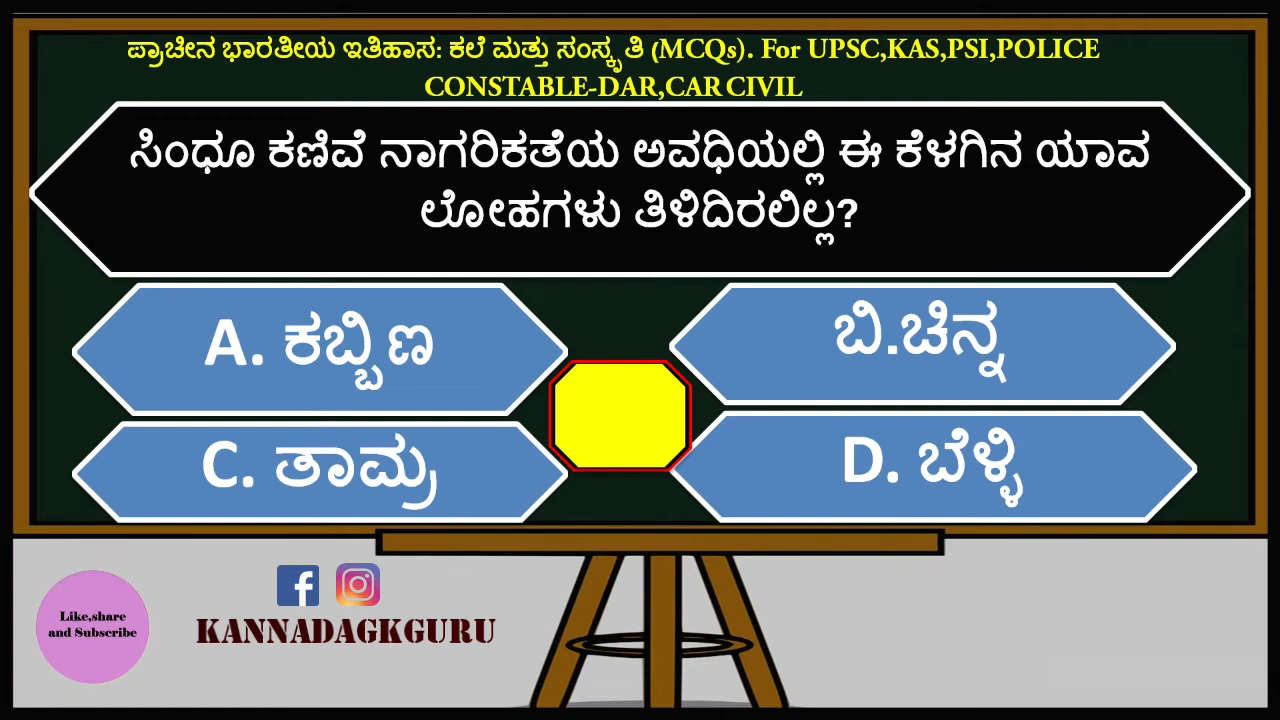 ಪ್ರಾಚೀನ ಭಾರತೀಯ ಇತಿಹಾಸ: ಕಲೆ ಮತ್ತು ಸಂಸ್ಕೃತಿ (MCQs). For UPSC,KAS,PSI,POLICE
CONSTABLE-DAR,CAR CIVIL
ಸಿಂಧೂ ಕಣಿವೆ ನಾಗರಿಕತೆಯ ಅವಧಿಯಲ್ಲಿ ಈ ಕೆಳಗಿನ ಯಾವ
ಲೋಹಗಳು ತಿಳಿದಿರಲಿಲ್ಲ?
A. ಕಬ್ಬಿಣ
ಬಿ.ಚಿನ್ನ
C. ತಾಮ್ರ
D. ಬೆಳ್ಳಿ
Like,share
and Subscribe
KANNADAGKGURU